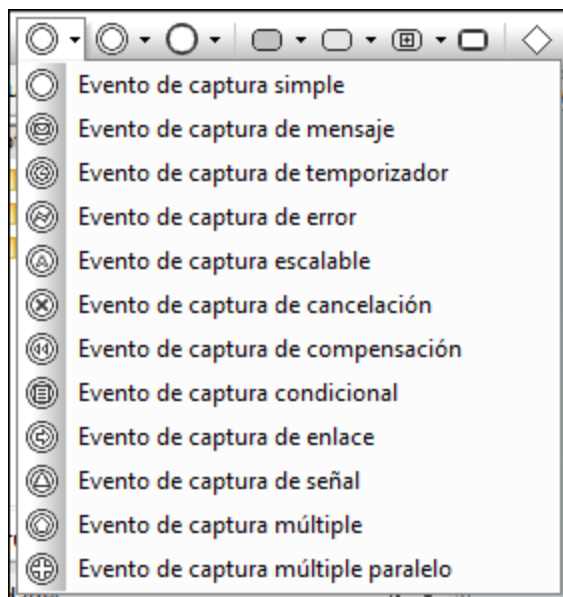 Evento de captura simple
Evento de captura de mensaje
Evento de captura de temporizador
Evento de captura de error
Evento de captura escalable
Evento de captura de cancelación
Evento de captura de compensación
Evento de captura condicional
Evento de captura de enlace
Evento de captura de señal
Evento de captura múltiple
Evento de captura múltiple paralelo